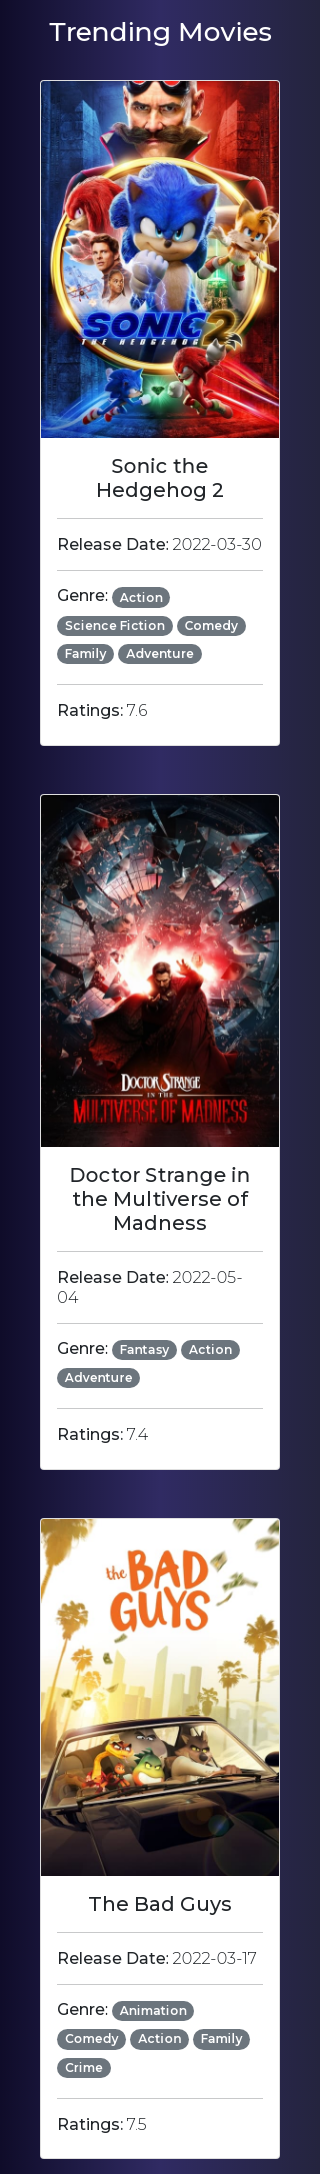 Trending Movies
SONIC 2
THE HEDGEHOG
Sonic the
Hedgehog 2
Release Date: 2022-03-30
Genre: Action
Science Fiction Comedy
Family Adventure
Ratings: 7.6
DOCTOR STRANGE
IN THE
MULTIVERSE OF MADNESS
Doctor Strange in
the Multiverse of
Madness
Release Date: 2022-05-
04
Genre: Fantasy Action
Adventure
Ratings: 7.4
the BAD
GUYS
The Bad Guys
Release Date: 2022-03-17
Genre: Animation
Comedy Action Family
Crime
Ratings: 7.5